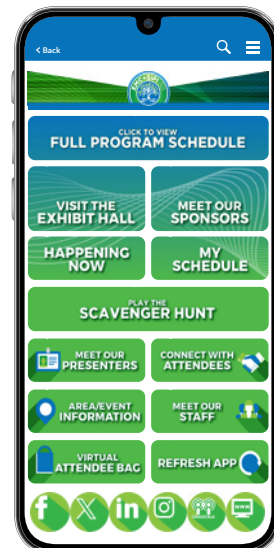 < Back
CLICK TO VIEW
FULL PROGRAM SCHEDULE
VISIT THE
EXHIBIT HALL
MEET OUR
SPONSORS
HAPPENING
NOW
MY
SCHEDULE
PLAY THE
SCAVENGER HUNT
MEET OUR
PRESENTERS
CONNECT WITH
ATTENDEES
AREA/EVENT
INFORMATION
MEET OUR
STAFF
VIRTUAL
ATTENDEE BAG
REFRESH APP
f
X
in
www